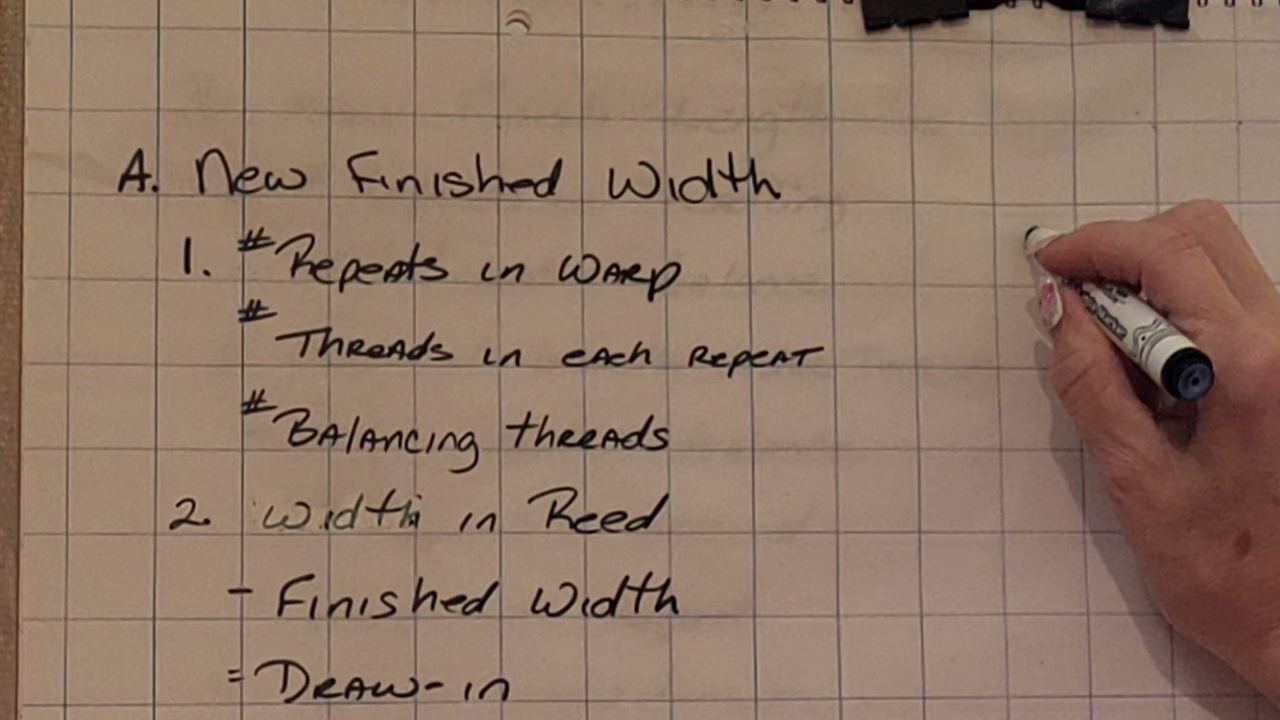 A. New Finished Width
1. # Repeats in Warp
# Threads in each Repeat
# Balancing threads
2. Width in Reed
- Finished Width
= Draw-in